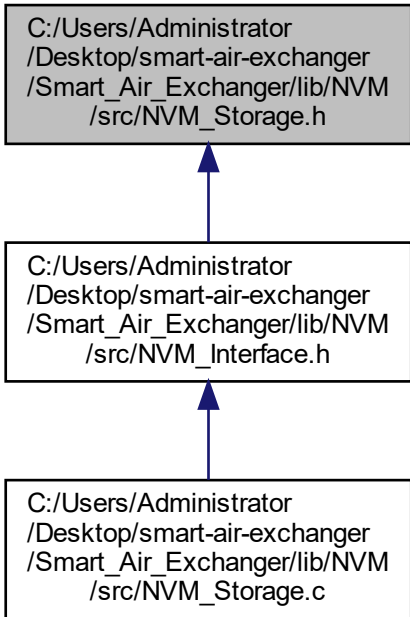 C:/Users/Administrator
/Desktop/smart-air-exchanger
/Smart_Air_Exchanger/lib/NVM
/src/NVM_Storage.h
C:/Users/Administrator
/Desktop/smart-air-exchanger
/Smart_Air_Exchanger/lib/NVM
/src/NVM_Interface.h
C:/Users/Administrator
/Desktop/smart-air-exchanger
/Smart_Air_Exchanger/lib/NVM
/src/NVM_Storage.c